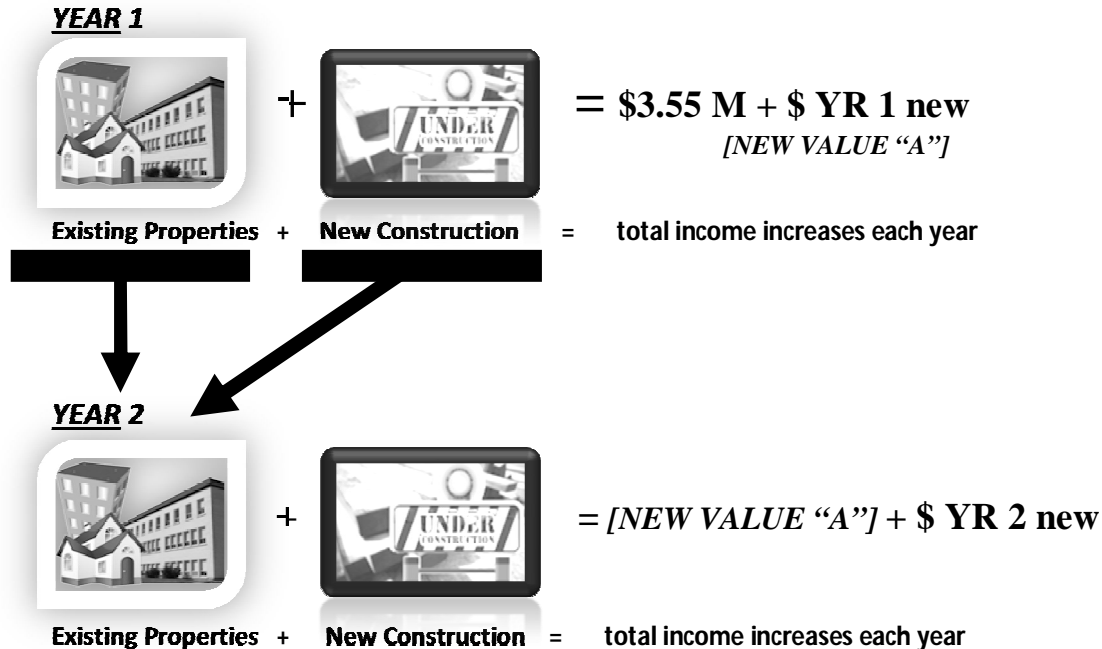 YEAR 1
+
UNDER
CONSTRUCTION
= $3.55 M + $ YR 1 new
[NEW VALUE “A”]
Existing Properties + New Construction = total income increases each year
YEAR 2
+
UNDER
CONSTRUCTION
= [NEW VALUE “A”] + $ YR 2 new
Existing Properties + New Construction = total income increases each year